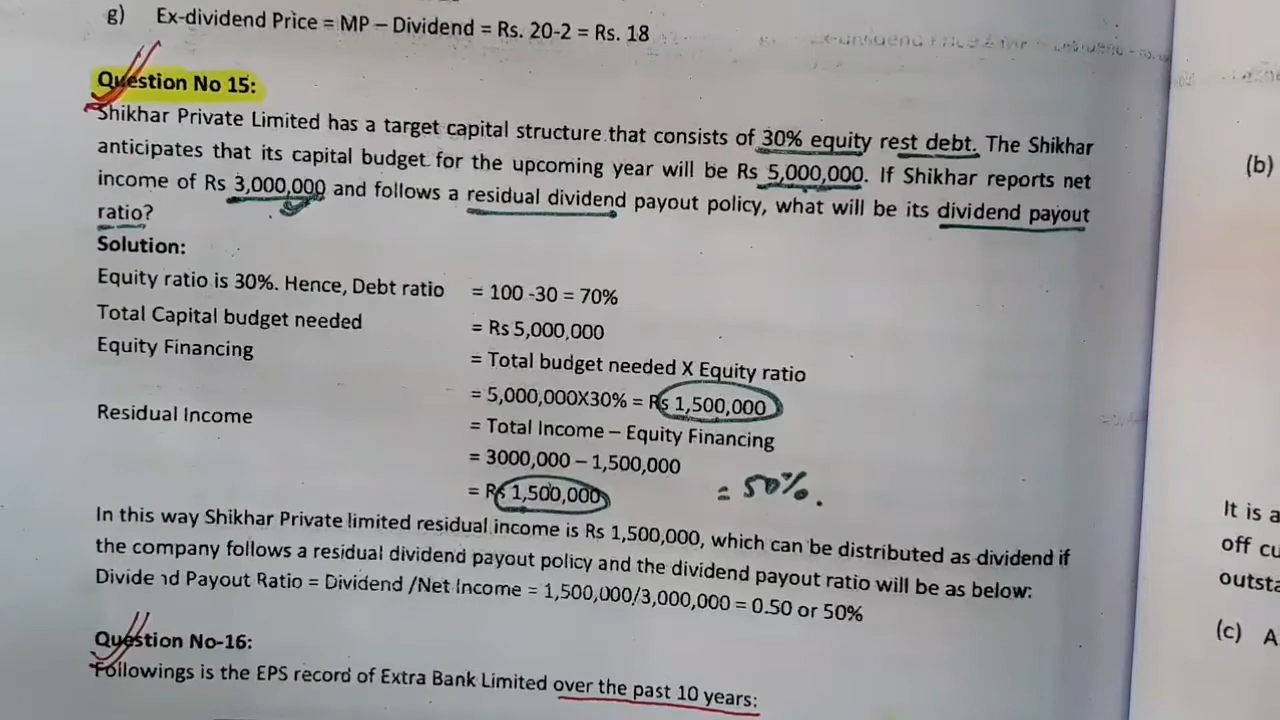 g) Ex-dividend Price = MP – Dividend = Rs. 20-2 = Rs. 18
Question No 15:
Shikhar Private Limited has a target capital structure that consists of 30% equity rest debt. The Shikhar
anticipates that its capital budget for the upcoming year will be Rs 5,000,000. If Shikhar reports net
income of Rs 3,000,000 and follows a residual dividend payout policy, what will be its dividend payout
ratio?
Solution:
Equity ratio is 30%. Hence, Debt ratio = 100 -30 = 70%
Total Capital budget needed = Rs 5,000,000
Equity Financing = Total budget needed X Equity ratio
= 5,000,000X30% = Rs 1,500,000
Residual Income = Total Income – Equity Financing
= 3000,000 – 1,500,000
= Rs 1,500,000 = 50%.
In this way Shikhar Private limited residual income is Rs 1,500,000, which can be distributed as dividend if
the company follows a residual dividend payout policy and the dividend payout ratio will be as below:
Divide nd Payout Ratio = Dividend /Net Income = 1,500,000/3,000,000 = 0.50 or 50%
Question No-16:
Followings is the EPS record of Extra Bank Limited over the past 10 years:
(b)
It is a
off cu
outsta
(c) A